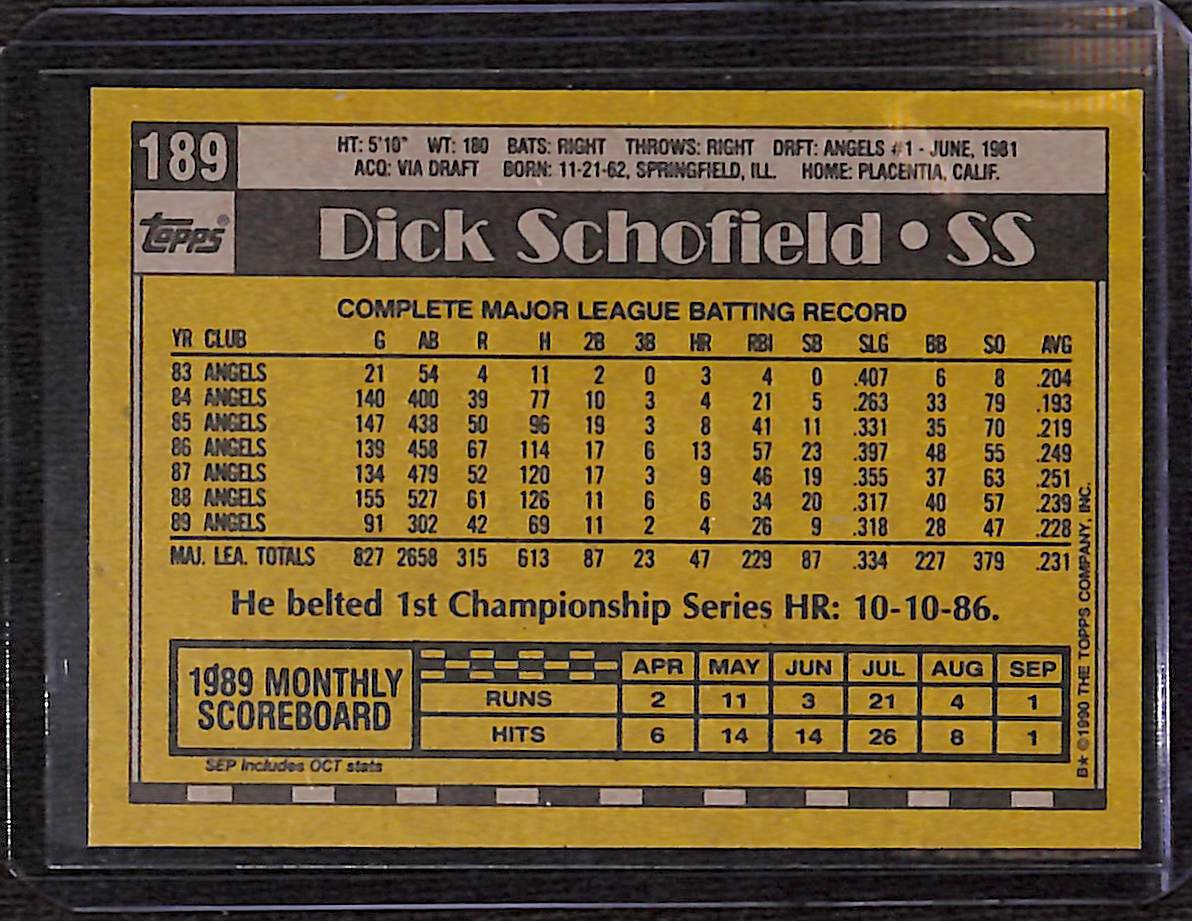 189
HT: 5'10" WT: 180 BATS: RIGHT THROWS: RIGHT DRFT: ANGELS #1 - JUNE, 1981
ACQ: VIA DRAFT BORN: 11-21-62, SPRINGFIELD, ILL. HOME: PLACENTIA, CALIF.
Topps®
Dick Schofield • SS
COMPLETE MAJOR LEAGUE BATTING RECORD
YR CLUB G AB R H 2B 3B HR RBI SB SLG BB SO AVG
83 ANGELS 21 54 4 11 2 0 3 4 0 .407 6 8 .204
84 ANGELS 140 400 39 77 10 3 4 21 5 .263 33 79 .193
85 ANGELS 147 438 50 96 19 3 8 41 11 .331 35 70 .219
86 ANGELS 139 458 67 114 17 6 13 57 23 .397 48 55 .249
87 ANGELS 134 479 52 120 17 3 9 46 19 .355 37 63 .251
88 ANGELS 155 527 61 126 11 6 6 34 20 .317 40 57 .239
89 ANGELS 91 302 42 69 11 2 4 26 9 .318 28 47 .228
MAJ. LEA. TOTALS 827 2658 315 613 87 23 47 229 87 .334 227 379 .231
He belted 1st Championship Series HR: 10-10-86.
1989 MONTHLY
SCOREBOARD
APR MAY JUN JUL AUG SEP
RUNS 2 11 3 21 4 1
HITS 6 14 14 26 8 1
SEP includes OCT stats
B* ©1990 THE TOPPS COMPANY, INC.